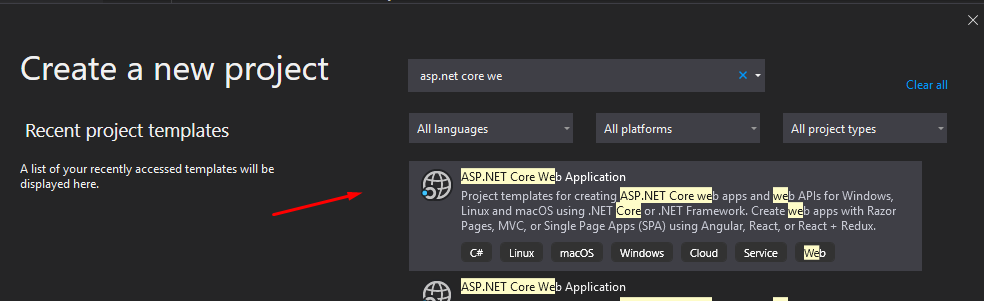 Create a new project
asp.net core we
Clear all
Recent project templates
All languages
All platforms
All project types
A list of your recently accessed templates will be
displayed here.
ASP.NET Core Web Application
Project templates for creating ASP.NET Core web apps and web APIs for Windows,
Linux and macOS using .NET Core or .NET Framework. Create web apps with Razor
Pages, MVC, or Single Page Apps (SPA) using Angular, React, or React + Redux.
C# Linux macOS Windows Cloud Service Web
ASP.NET Core Web Application